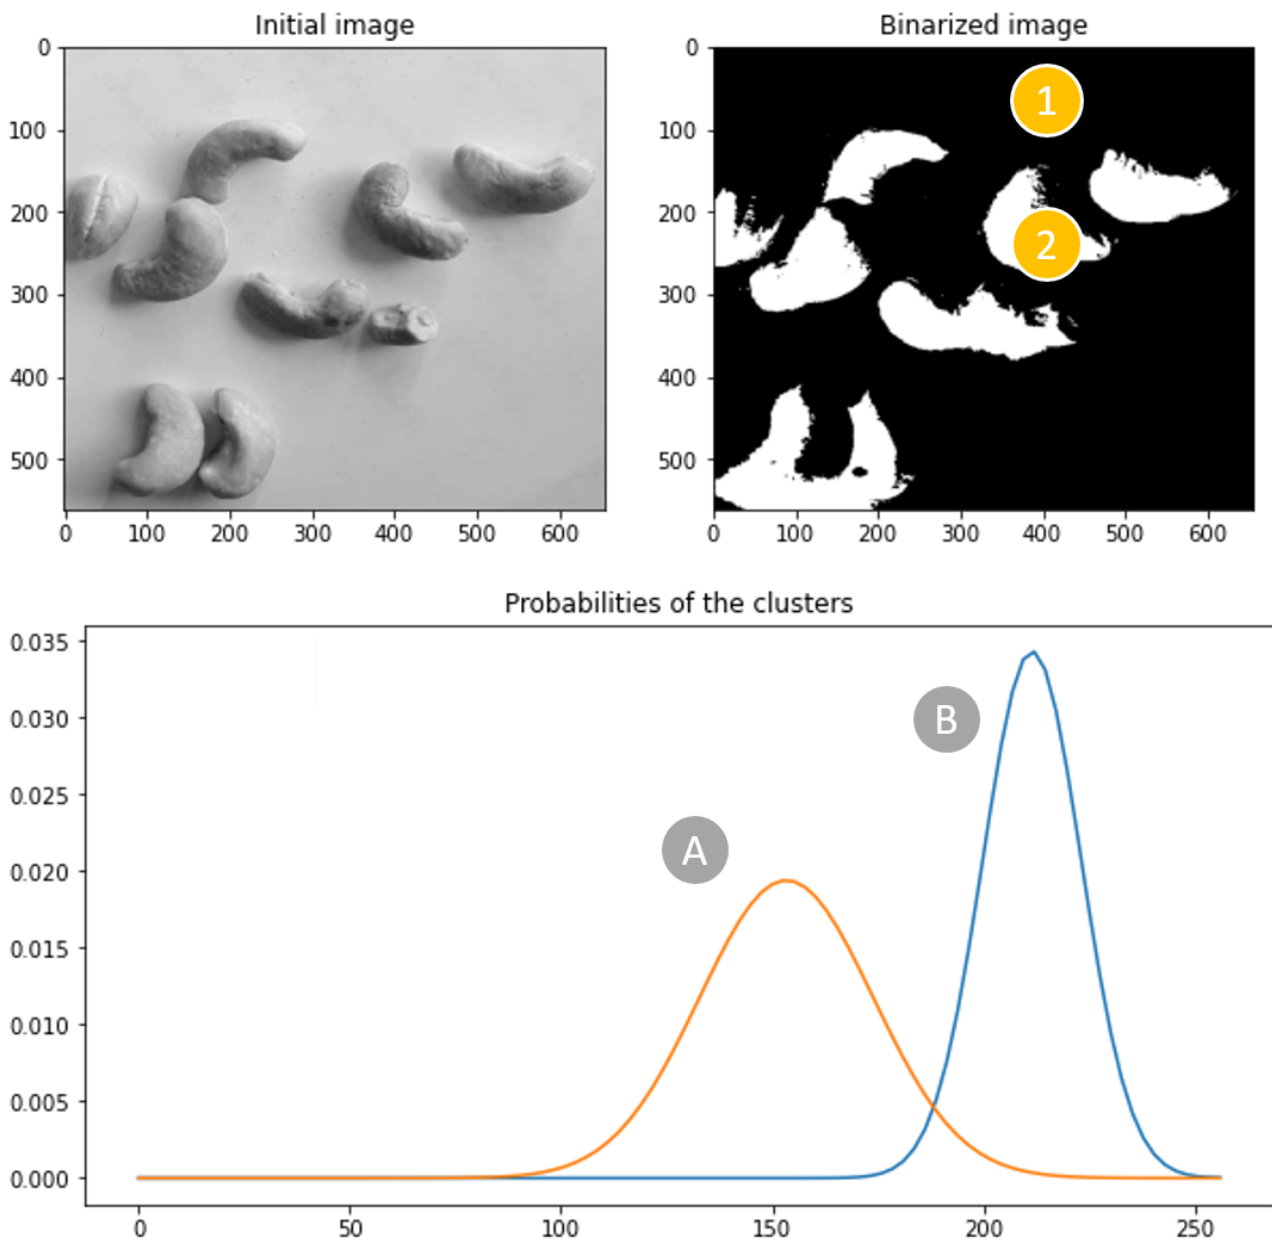 Initial image
Binarized image
0
100
200
300
400
500
0 100 200 300 400 500 600
0
100
200
300
400
500
0 100 200 300 400 500 600
1
2
Probabilities of the clusters
0.035
0.030
0.025
0.020
0.015
0.010
0.005
0.000
0 50 100 150 200 250
B
A